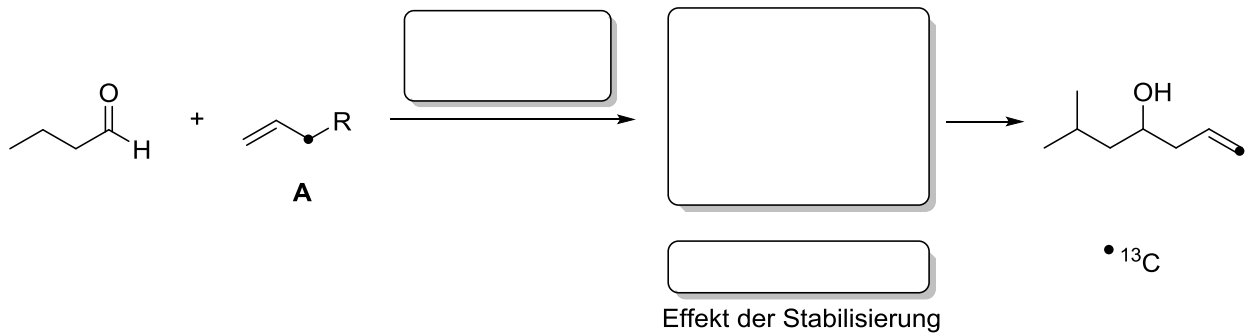 O
H
+
R
A
OH
• ¹³C
Effekt der Stabilisierung